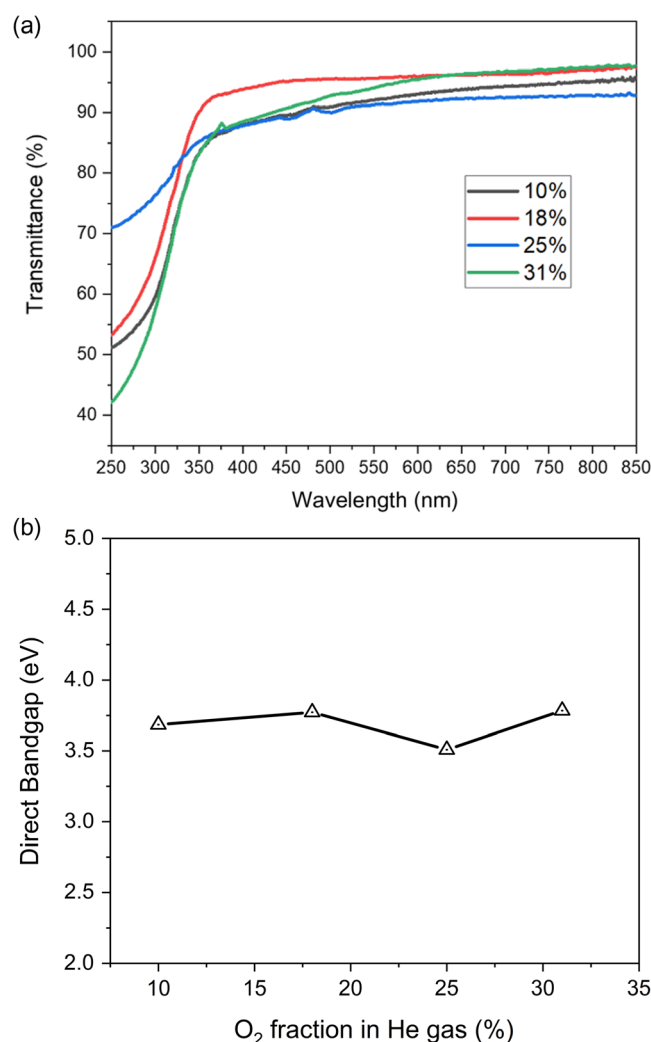 (a)
100
90
80
70
60
50
40
Transmittance (%)
10%
18%
25%
31%
250 300 350 400 450 500 550 600 650 700 750 800 850
Wavelength (nm)
(b)
5.0
4.5
4.0
3.5
3.0
2.5
2.0
Direct Bandgap (eV)
10 15 20 25 30 35
O₂ fraction in He gas (%)